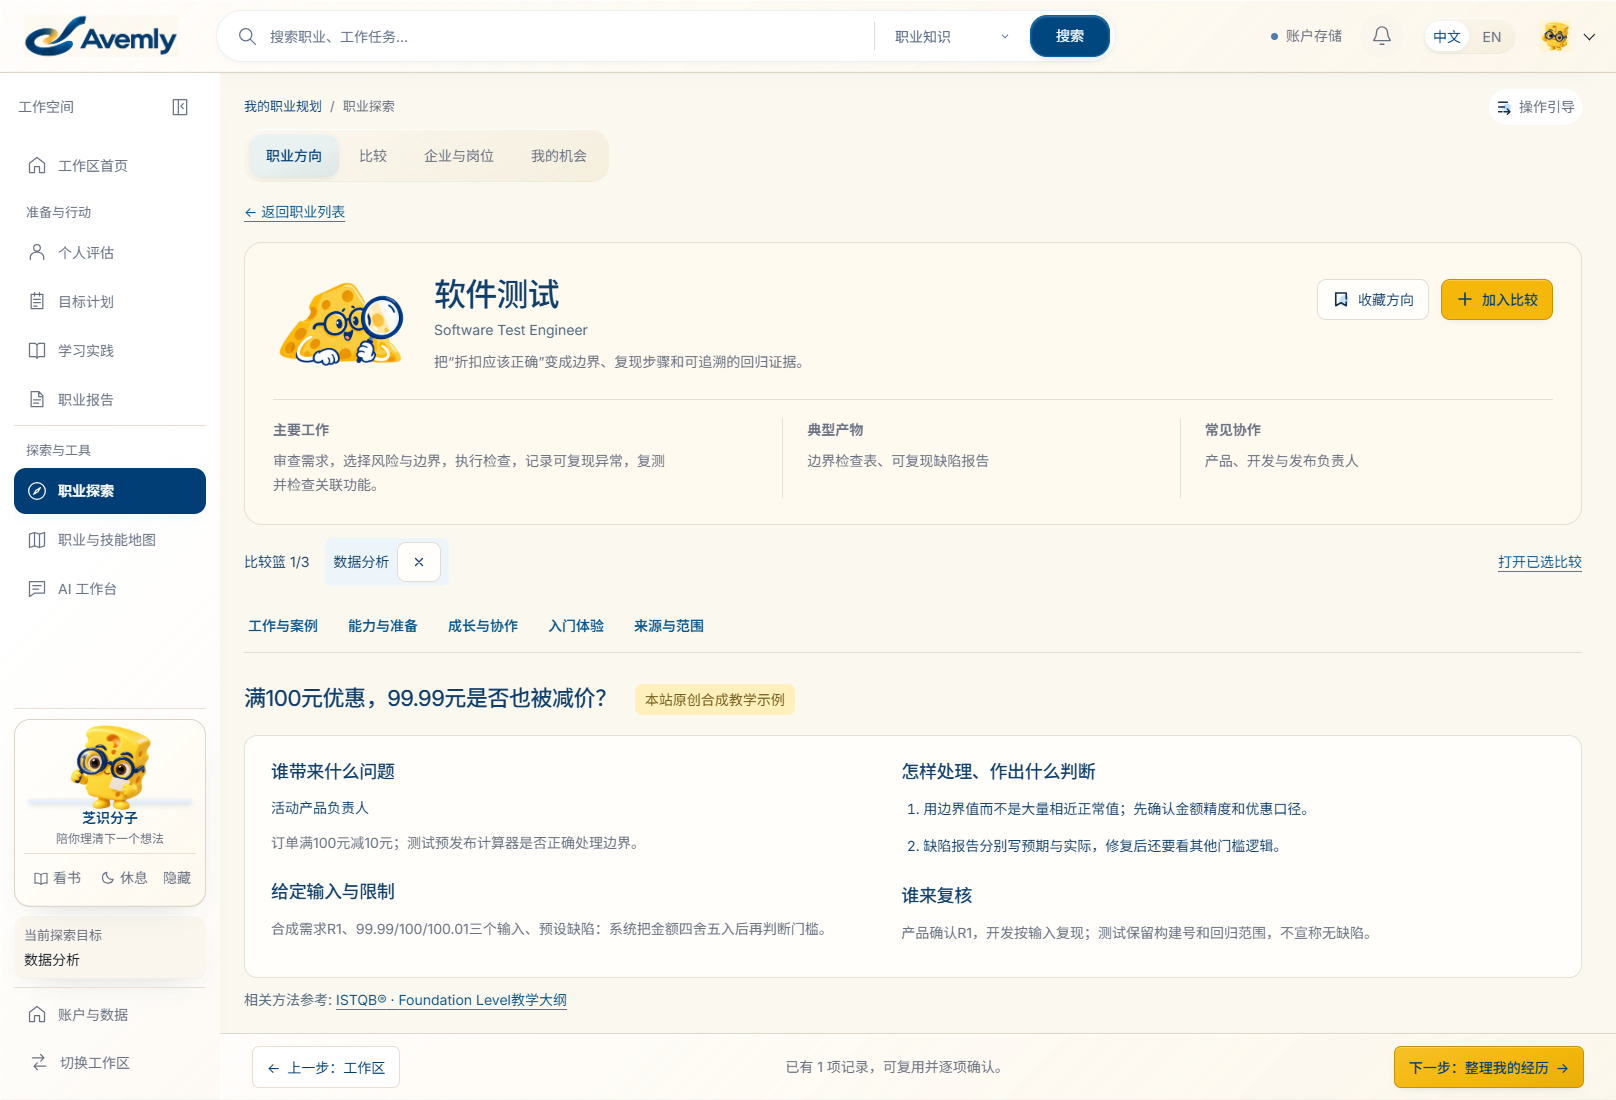 Avemly
搜索职业、工作任务...
职业知识
搜索
账户存储
中文
EN
工作空间
工作区首页
准备与行动
个人评估
目标计划
学习实践
职业报告
探索与工具
职业探索
职业与技能地图
AI 工作台
芝识分子
陪你理清下一个想法
看书
休息
隐藏
当前探索目标
数据分析
账户与数据
切换工作区
我的职业规划 / 职业探索
操作引导
职业方向
比较
企业与岗位
我的机会
← 返回职业列表
软件测试
Software Test Engineer
把“折扣应该正确”变成边界、复现步骤和可追溯的回归证据。
收藏方向
加入比较
主要工作
审查需求，选择风险与边界，执行检查，记录可复现异常，复测
并检查关联功能。
典型产物
边界检查表、可复现缺陷报告
常见协作
产品、开发与发布负责人
比较篮 1/3
数据分析
×
打开已选比较
工作与案例
能力与准备
成长与协作
入门体验
来源与范围
满100元优惠，99.99元是否也被减价？
本站原创合成教学示例
谁带来什么问题
活动产品负责人
订单满100元减10元；测试预发布计算器是否正确处理边界。
给定输入与限制
合成需求R1、99.99/100/100.01三个输入、预设缺陷：系统把金额四舍五入后再判断门槛。
怎样处理、作出什么判断
1. 用边界值而不是大量相近正常值；先确认金额精度和优惠口径。
2. 缺陷报告分别写预期与实际，修复后还要看其他门槛逻辑。
谁来复核
产品确认R1，开发按输入复现；测试保留构建号和回归范围，不宣称无缺陷。
相关方法参考: ISTQB® · Foundation Level教学大纲
← 上一步：工作区
已有 1 项记录，可复用并逐项确认。
下一步：整理我的经历 →